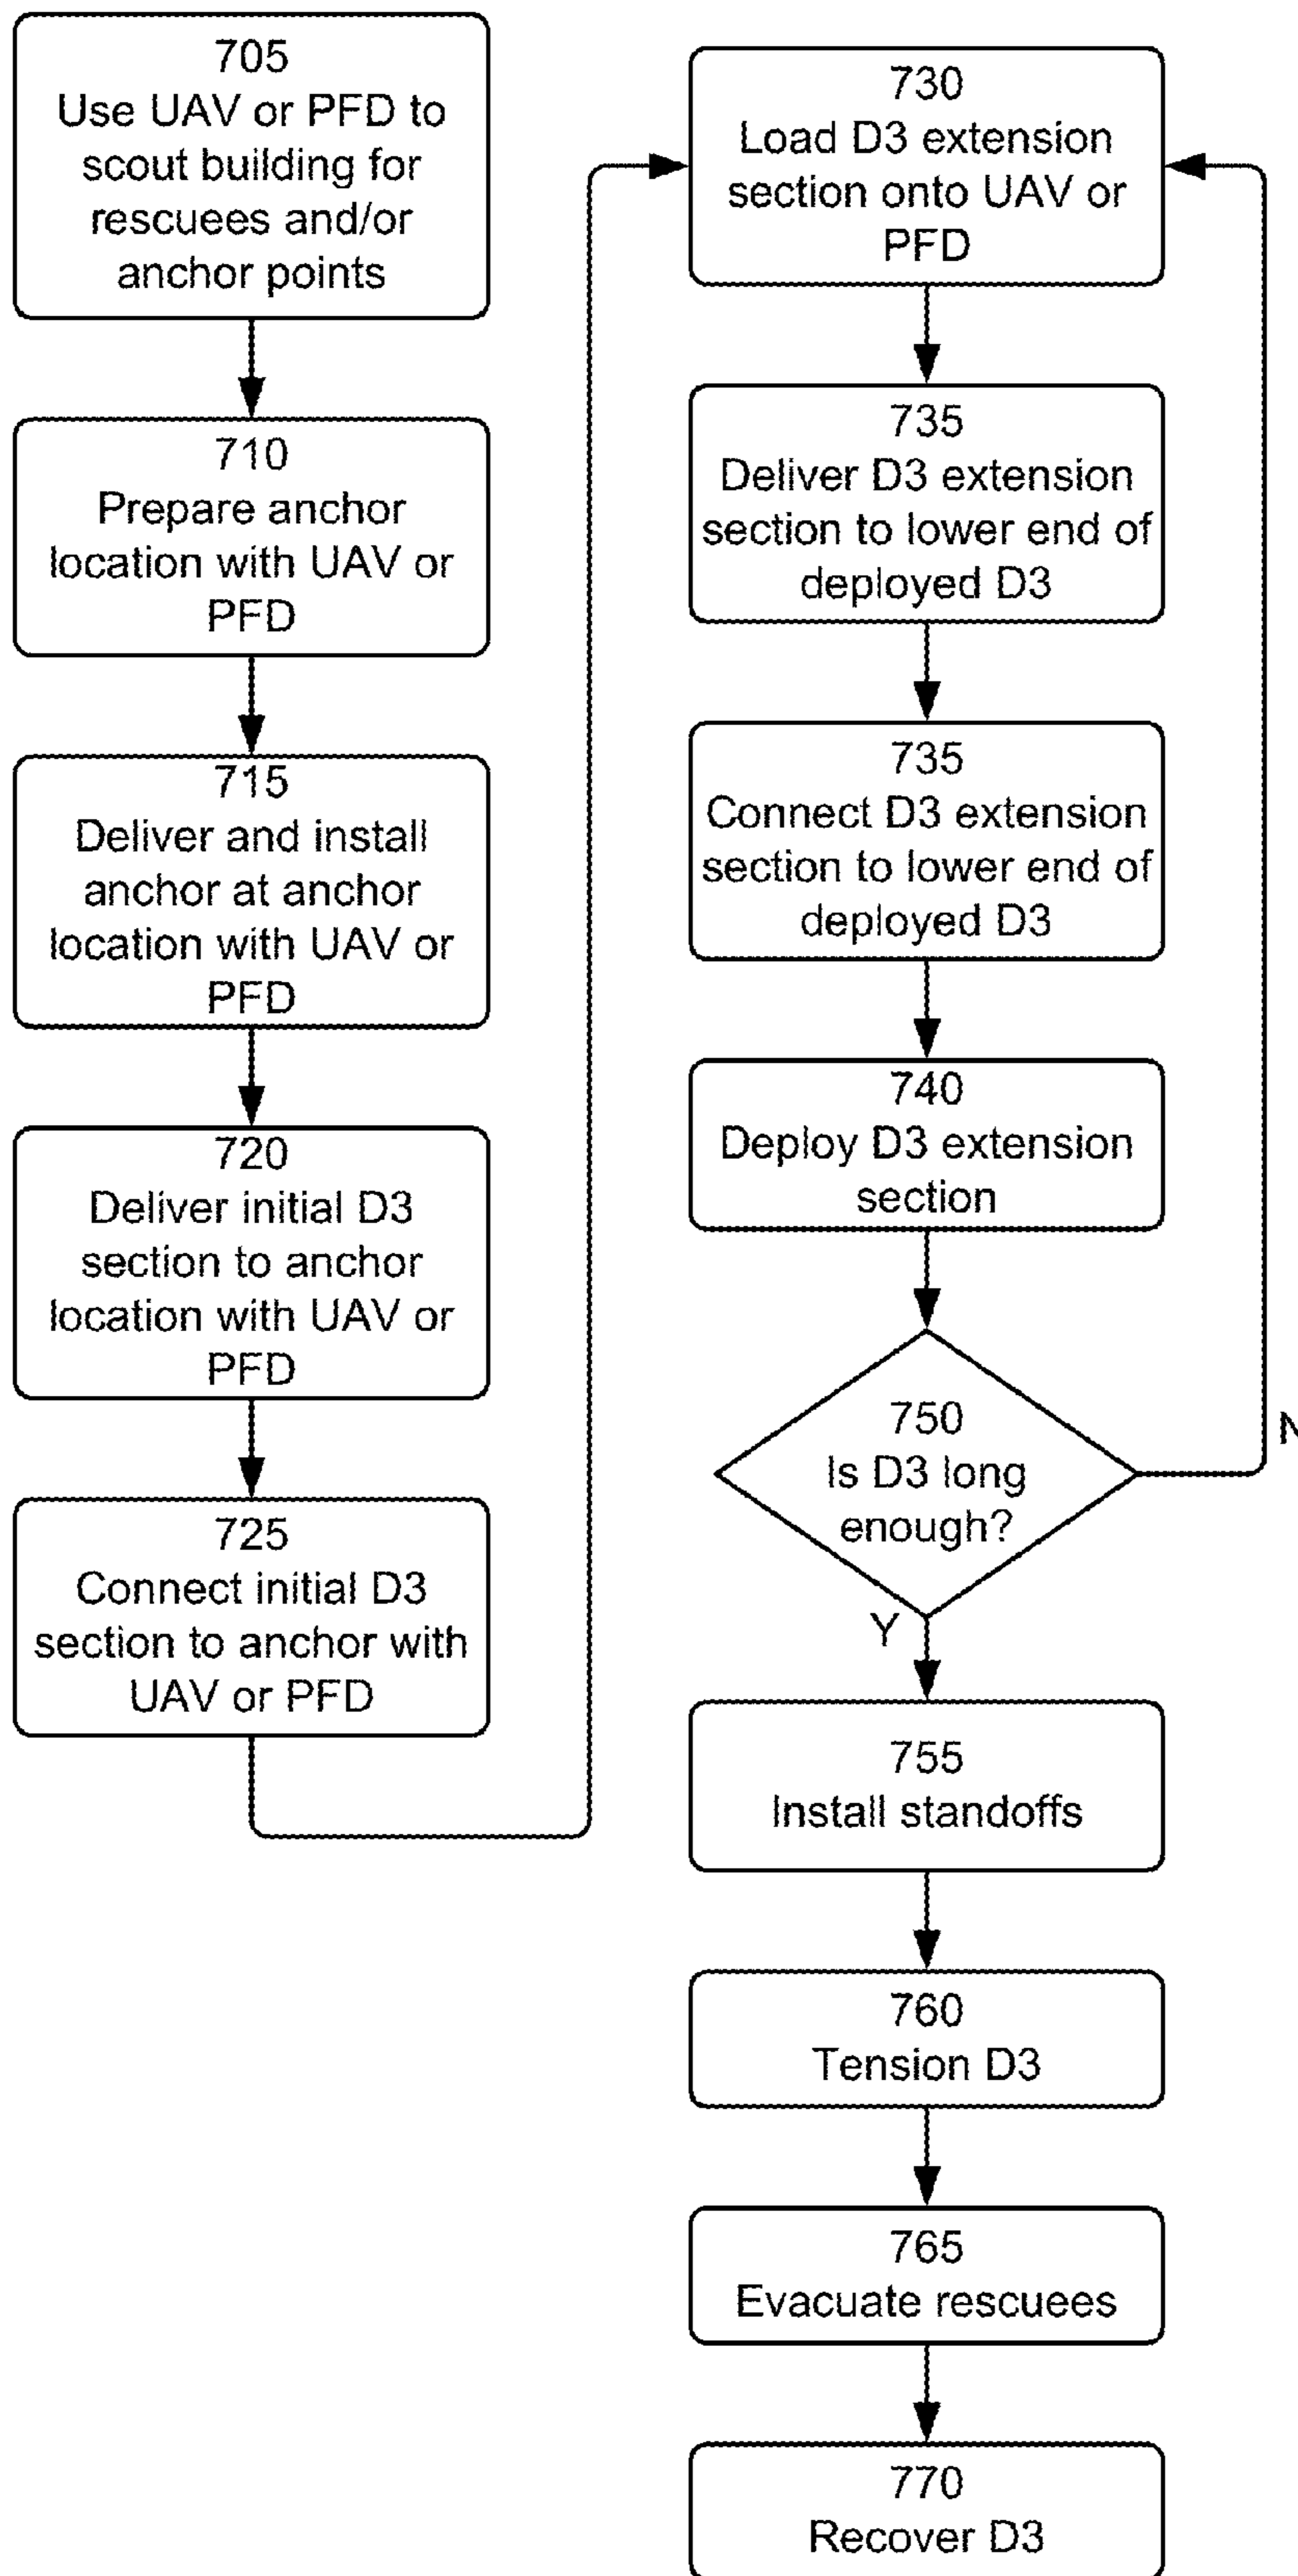 705
Use UAV or PFD to
scout building for
rescuees and/or
anchor points
710
Prepare anchor
location with UAV or
PFD
715
Deliver and install
anchor at anchor
location with UAV or
PFD
720
Deliver initial D3
section to anchor
location with UAV or
PFD
725
Connect initial D3
section to anchor with
UAV or PFD
730
Load D3 extension
section onto UAV or
PFD
735
Deliver D3 extension
section to lower end of
deployed D3
735
Connect D3 extension
section to lower end of
deployed D3
740
Deploy D3 extension
section
750
Is D3 long
enough?
N
Y
755
Install standoffs
760
Tension D3
765
Evacuate rescuees
770
Recover D3